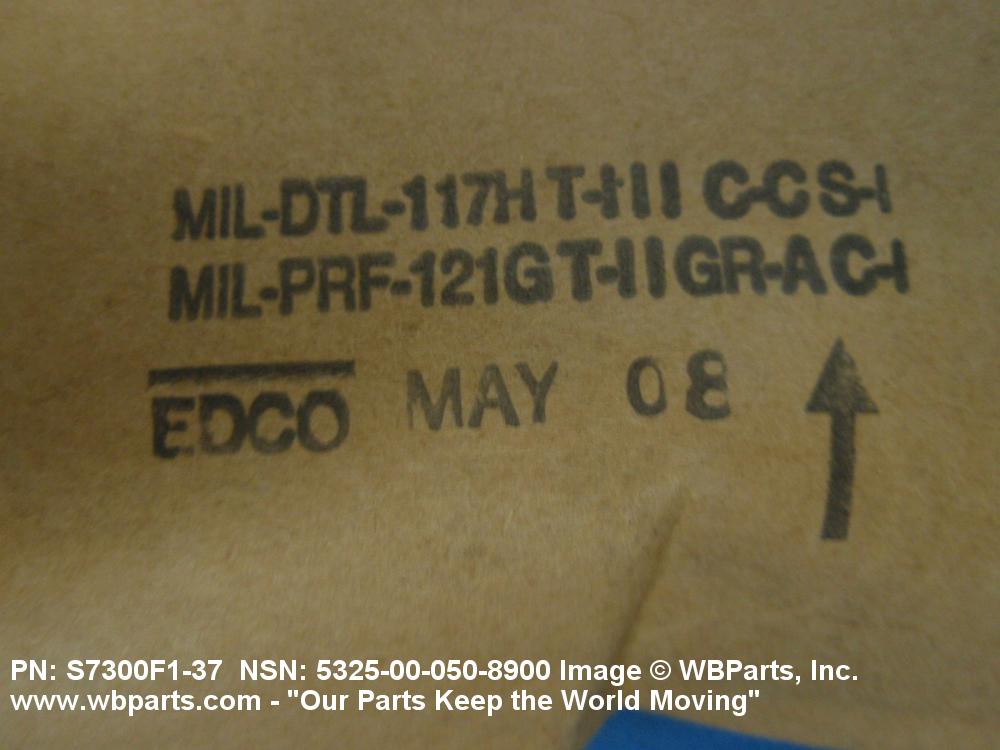 MIL-DTL-117H T-III C-C S-I
MIL-PRF-121G T-II GR-A C-I
EDCO MAY 08
PN: S7300F1-37 NSN: 5325-00-050-8900 Image © WBParts, Inc.
www.wbparts.com - "Our Parts Keep the World Moving"